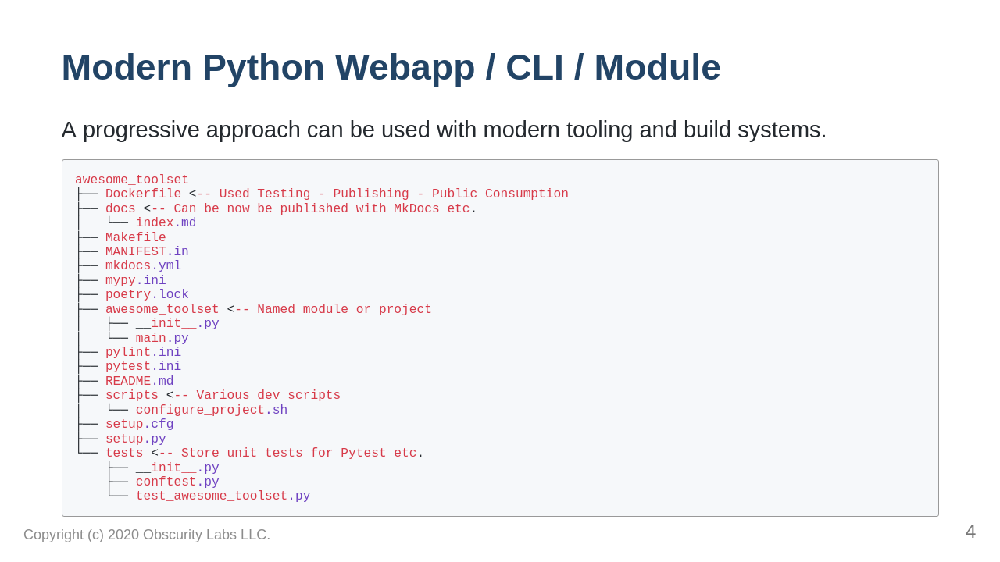 Modern Python Webapp / CLI / Module
A progressive approach can be used with modern tooling and build systems.
awesome_toolset
├── Dockerfile <-- Used Testing - Publishing - Public Consumption
├── docs <-- Can be now be published with MkDocs etc.
│   └── index.md
├── Makefile
├── MANIFEST.in
├── mkdocs.yml
├── mypy.ini
├── poetry.lock
├── awesome_toolset <-- Named module or project
│   ├── __init__.py
│   └── main.py
├── pylint.ini
├── pytest.ini
├── README.md
├── scripts <-- Various dev scripts
│   └── configure_project.sh
├── setup.cfg
├── setup.py
└── tests <-- Store unit tests for Pytest etc.
    ├── __init__.py
    ├── conftest.py
    └── test_awesome_toolset.py
Copyright (c) 2020 Obscurity Labs LLC.
4